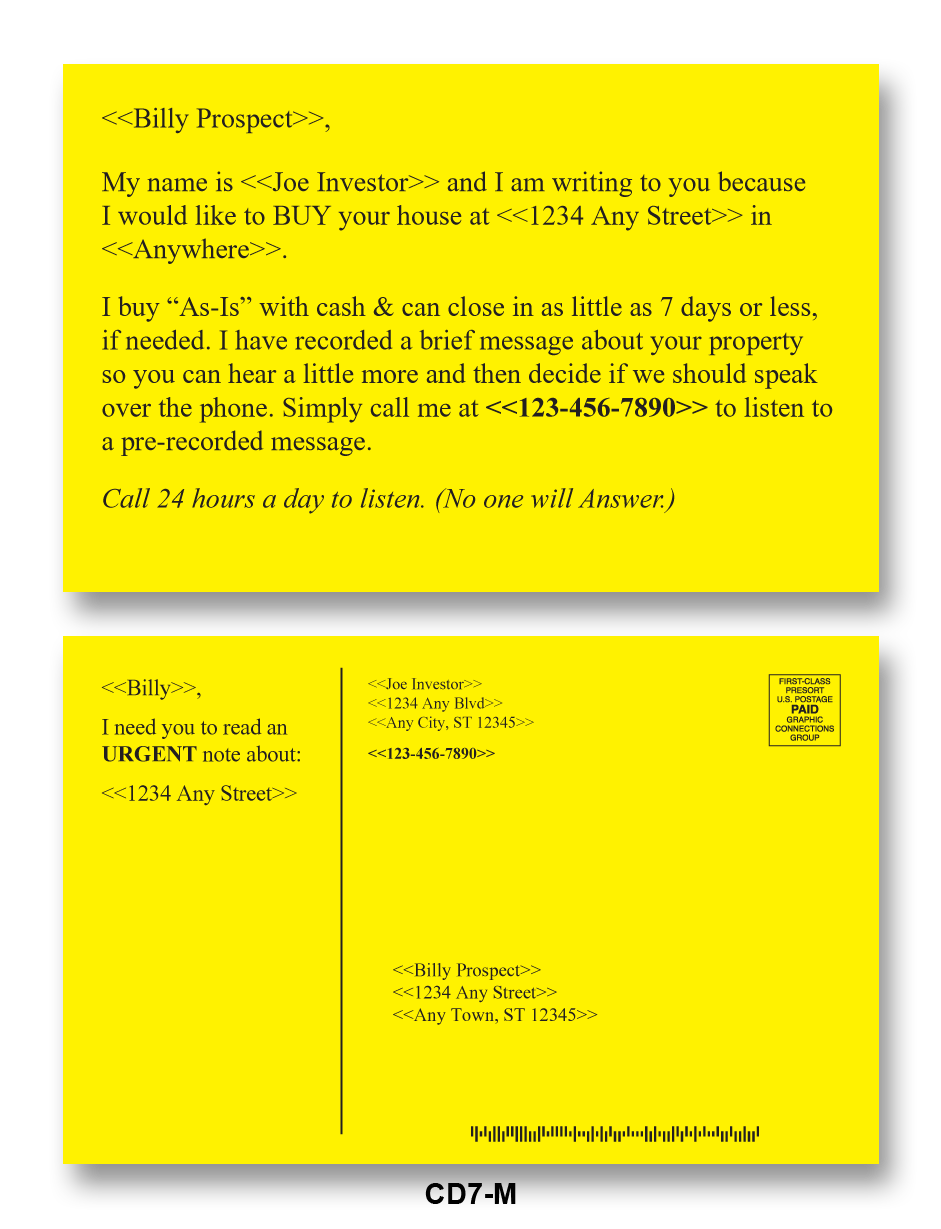 <<Billy Prospect>>,
My name is <<Joe Investor>> and I am writing to you because
I would like to BUY your house at <<1234 Any Street>> in
<<Anywhere>>.
I buy “As-Is” with cash & can close in as little as 7 days or less,
if needed. I have recorded a brief message about your property
so you can hear a little more and then decide if we should speak
over the phone. Simply call me at <<123-456-7890>> to listen to
a pre-recorded message.
Call 24 hours a day to listen. (No one will Answer.)
<<Billy>>,
I need you to read an
URGENT note about:
<<1234 Any Street>>
<<Joe Investor>>
<<1234 Any Blvd>>
<<Any City, ST 12345>>
<<123-456-7890>>
FIRST-CLASS
PRESORT
U.S. POSTAGE
PAID
GRAPHIC
CONNECTIONS
GROUP
<<Billy Prospect>>
<<1234 Any Street>>
<<Any Town, ST 12345>>
CD7-M